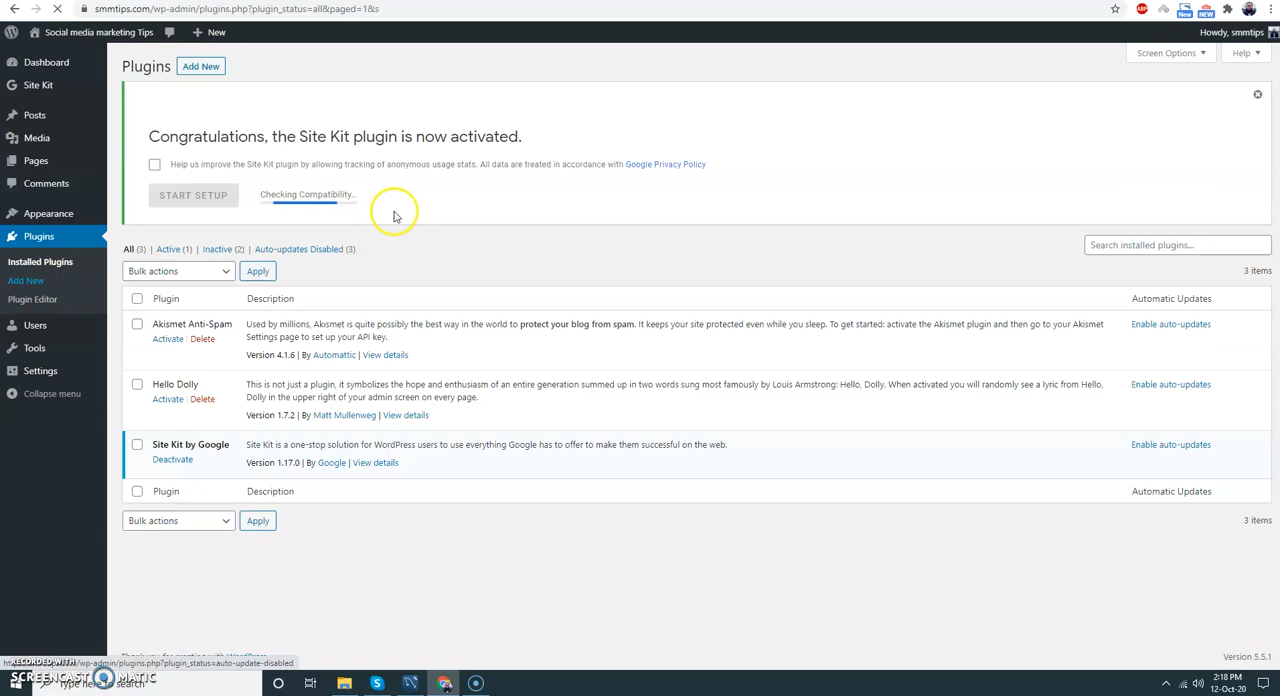 smmtips.com/wp-admin/plugins.php?plugin_status=all&paged=1&s
New NEW
Social media marketing Tips New Howdy, smmtips
Dashboard
Site Kit
Posts
Media
Pages
Comments
Appearance
Plugins
Installed Plugins
Add New
Plugin Editor
Users
Tools
Settings
Collapse menu
Screen Options Help
Plugins Add New
Congratulations, the Site Kit plugin is now activated.
Help us improve the Site Kit plugin by allowing tracking of anonymous usage stats. All data are treated in accordance with Google Privacy Policy
START SETUP Checking Compatibility...
All (3) | Active (1) | Inactive (2) | Auto-updates Disabled (3)
Search installed plugins...
Bulk actions Apply 3 items
Plugin Description Automatic Updates
Akismet Anti-Spam Used by millions, Akismet is quite possibly the best way in the world to protect your blog from spam. It keeps your site protected even while you sleep. To get started: activate the Akismet plugin and then go to your Akismet Enable auto-updates
Activate | Delete Settings page to set up your API key.
Version 4.1.6 | By Automattic | View details
Hello Dolly This is not just a plugin, it symbolizes the hope and enthusiasm of an entire generation summed up in two words sung most famously by Louis Armstrong: Hello, Dolly. When activated you will randomly see a lyric from Hello, Enable auto-updates
Activate | Delete Dolly in the upper right of your admin screen on every page.
Version 1.7.2 | By Matt Mullenweg | View details
Site Kit by Google Site Kit is a one-stop solution for WordPress users to use everything Google has to offer to make them successful on the web. Enable auto-updates
Deactivate Version 1.17.0 | By Google | View details
Plugin Description Automatic Updates
Bulk actions Apply 3 items
Version 5.5.1
/wp-admin/plugins.php?plugin_status=auto-update-disabled
RECORDED WITH
SCREENCAST MATIC
Type here to search
2:18 PM
12-Oct-20